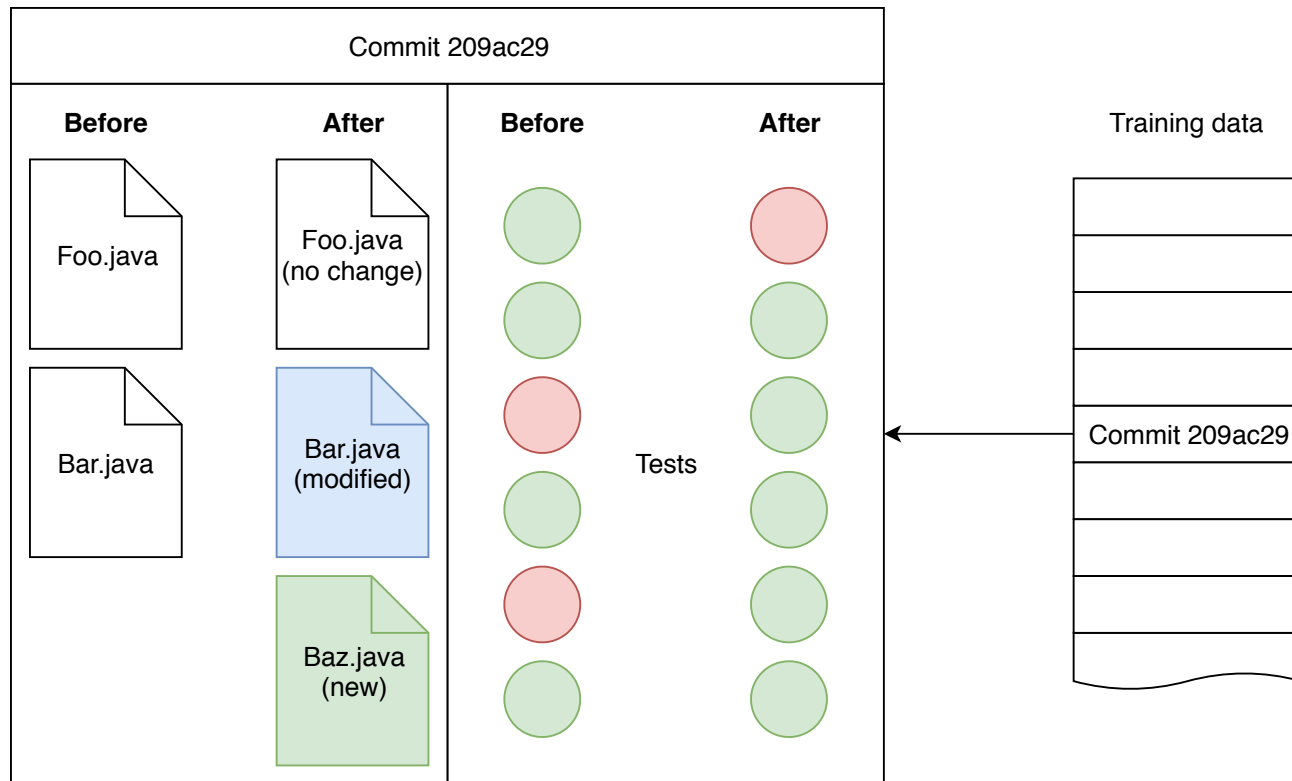 Commit 209ac29
Before
After
Before
After
Training data
Foo.java
Foo.java
(no change)
Bar.java
Bar.java
(modified)
Tests
Commit 209ac29
Baz.java
(new)